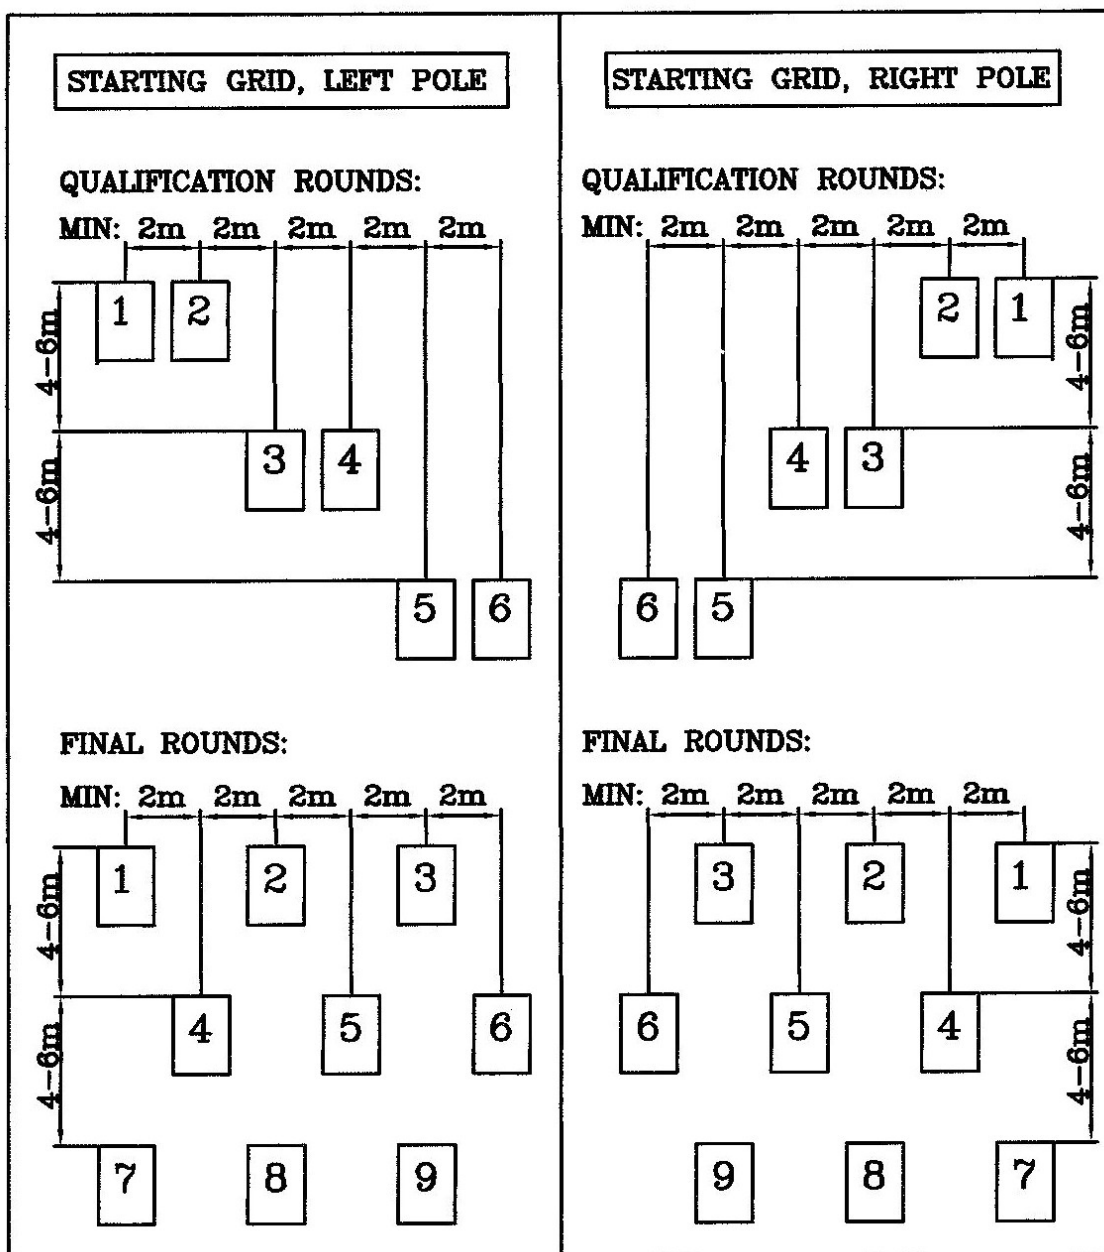 STARTING GRID, LEFT POLE
QUALIFICATION ROUNDS:
MIN: 2m 2m 2m 2m 2m
1 2
4-6m
3 4
4-6m
5 6
FINAL ROUNDS:
MIN: 2m 2m 2m 2m 2m
1 2 3
4-6m
4 5 6
4-6m
7 8 9
STARTING GRID, RIGHT POLE
QUALIFICATION ROUNDS:
MIN: 2m 2m 2m 2m 2m
2 1
4-6m
4 3
4-6m
6 5
FINAL ROUNDS:
MIN: 2m 2m 2m 2m 2m
3 2 1
4-6m
6 5 4
4-6m
9 8 7